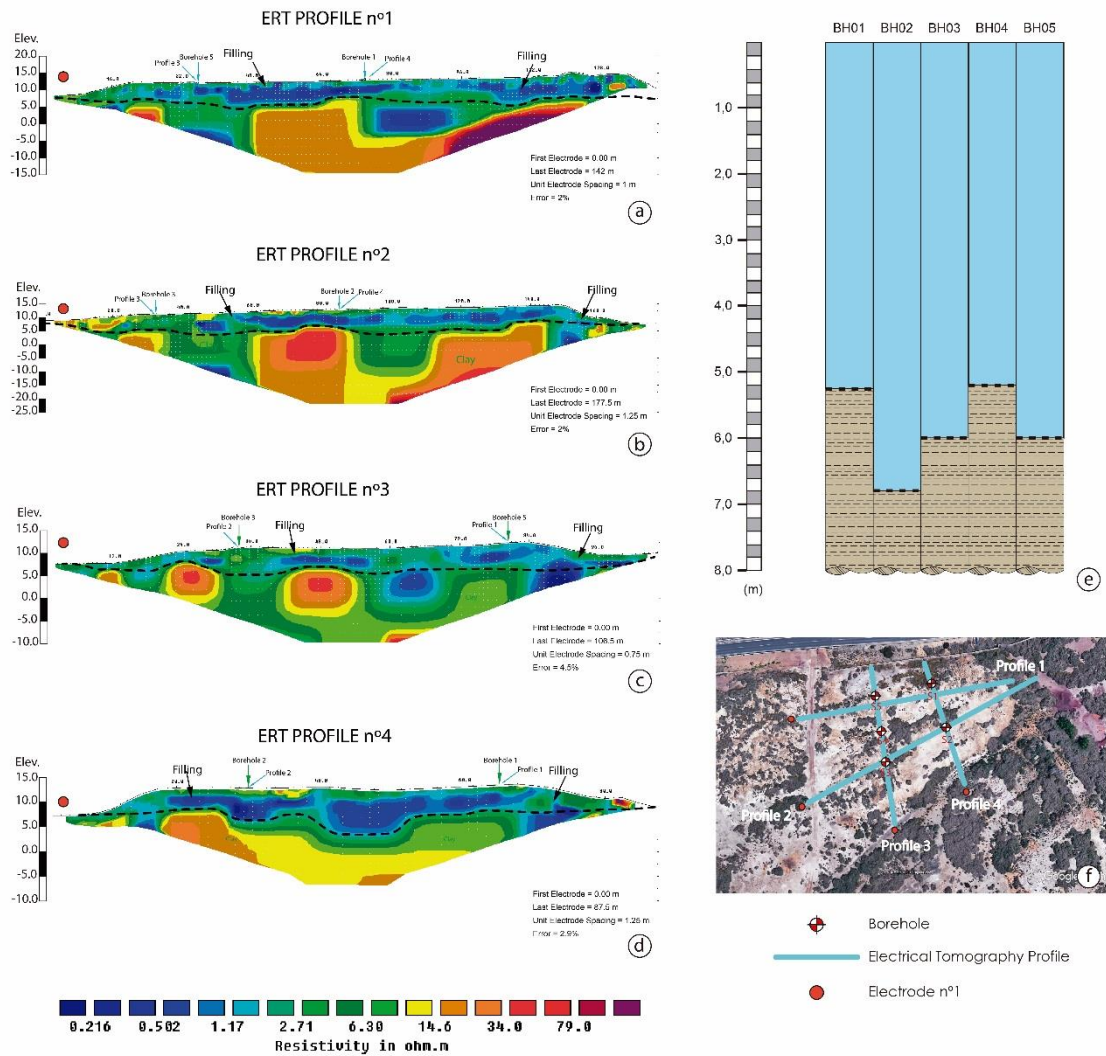 ERT PROFILE nº1
Elev.
20.0
15.0
10.0
5.0
0.0
-5.0
-10.0
-15.0
Profile 3
Borehole 5
Filling
Borehole 1
Profile 4
Filling
First Electrode = 0.00 m
Last Electrode = 142 m
Unit Electrode Spacing = 1 m
Error = 2%
a
ERT PROFILE nº2
Elev.
15.0
10.0
5.0
0.0
-5.0
-10.0
-15.0
-20.0
-25.0
Profile 3
Borehole 3
Filling
Borehole 2
Profile 4
Filling
Clay
First Electrode = 0.00 m
Last Electrode = 177.5 m
Unit Electrode Spacing = 1.25 m
Error = 2%
b
ERT PROFILE nº3
Elev.
15.0
10.0
5.0
0.0
-5.0
-10.0
Profile 2
Borehole 3
Filling
Profile 1
Borehole 5
Filling
First Electrode = 0.00 m
Last Electrode = 106.5 m
Unit Electrode Spacing = 0.75 m
Error = 4.5%
c
ERT PROFILE nº4
Elev.
15.0
10.0
5.0
0.0
-5.0
-10.0
Filling
Borehole 2
Profile 2
Borehole 1
Profile 1
Filling
Clay
First Electrode = 0.00 m
Last Electrode = 87.5 m
Unit Electrode Spacing = 1.25 m
Error = 2.9%
d
0.216 0.502 1.17 2.71 6.30 14.6 34.0 79.0
Resistivity in ohm.m
BH01 BH02 BH03 BH04 BH05
1,0
2,0
3,0
4,0
5,0
6,0
7,0
8,0
(m)
e
Profile 1
Profile 2
Profile 4
Profile 3
Google
f
Borehole
Electrical Tomography Profile
Electrode nº1